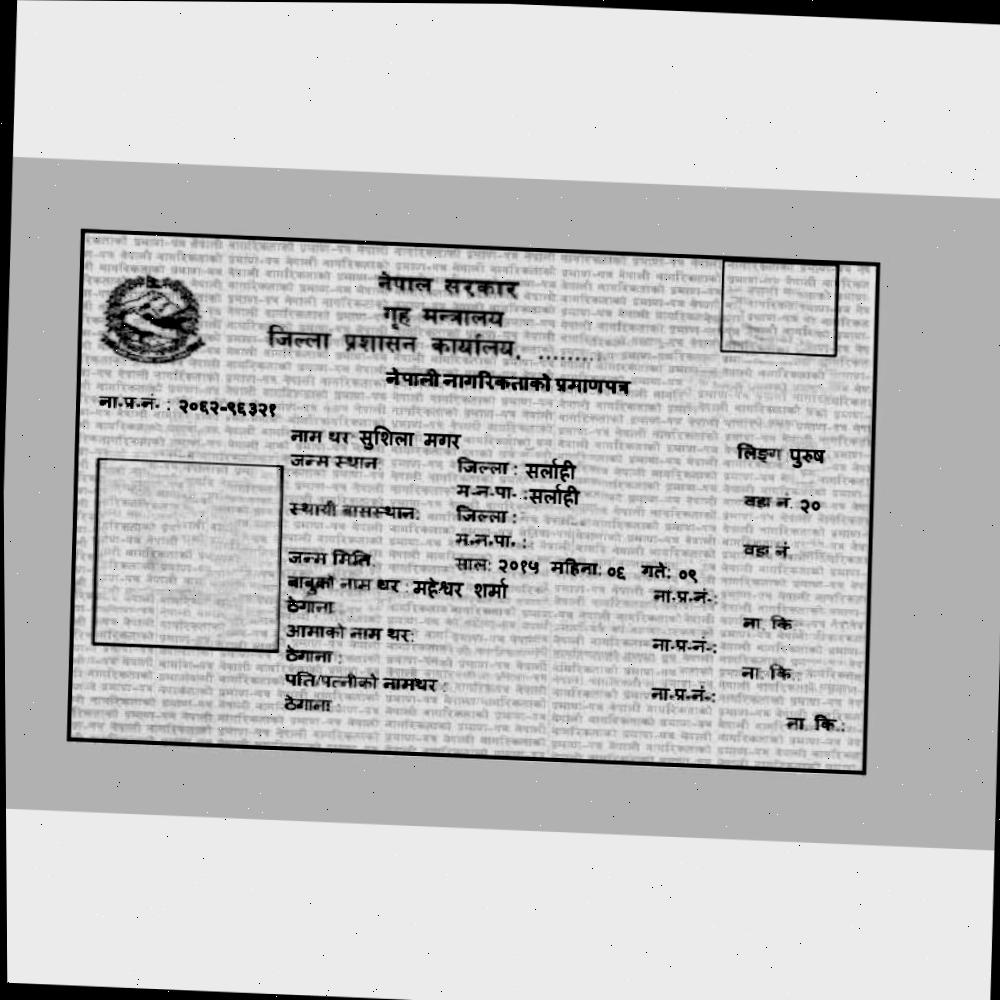 नेपाल सरकार
गृह मन्त्रालय
जिल्ला प्रशासन कार्यालय, .........
नेपाली नागरिकताको प्रमाणपत्र
ना.प्र.नं. : २०६२-९६३२१
नाम थर सुशिला मगर लिङ्ग पुरुष
जन्म स्थान जिल्ला : सर्लाही
म.न.पा. : सर्लाही वडा नं. २०
स्थायी बासस्थान: जिल्ला :
म.न.पा. : वडा नं
जन्म मिति साल: २०१५ महिना: ०६ गते: ०९
बाबुको नाम थर : महेश्वर शर्मा ना.प्र.नं.:
ठेगाना ना. कि
आमाको नाम थर: ना.प्र.नं.:
ठेगाना : ना. कि.:
पति/पत्नीको नामथर : ना.प्र.नं.:
ठेगाना ना. कि.: